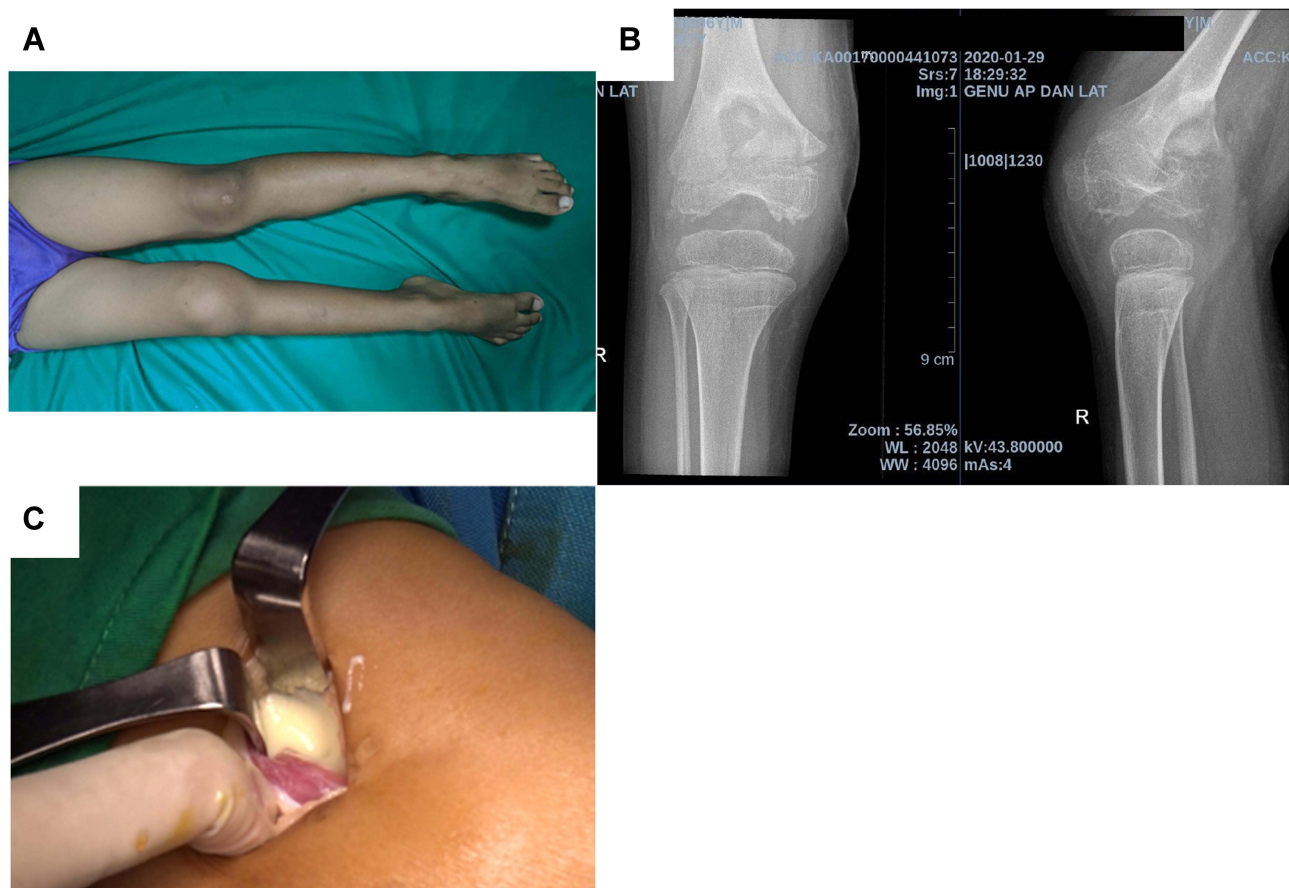 A
B
Y|M
2020-01-29
ACC:K
Srs:7
18:29:32
N LAT
Img:1
GENU AP DAN LAT
|1008|1230
R
9 cm
R
Zoom : 56.85%
WL : 2048
kV:43.800000
WW : 4096
mAs:4
C